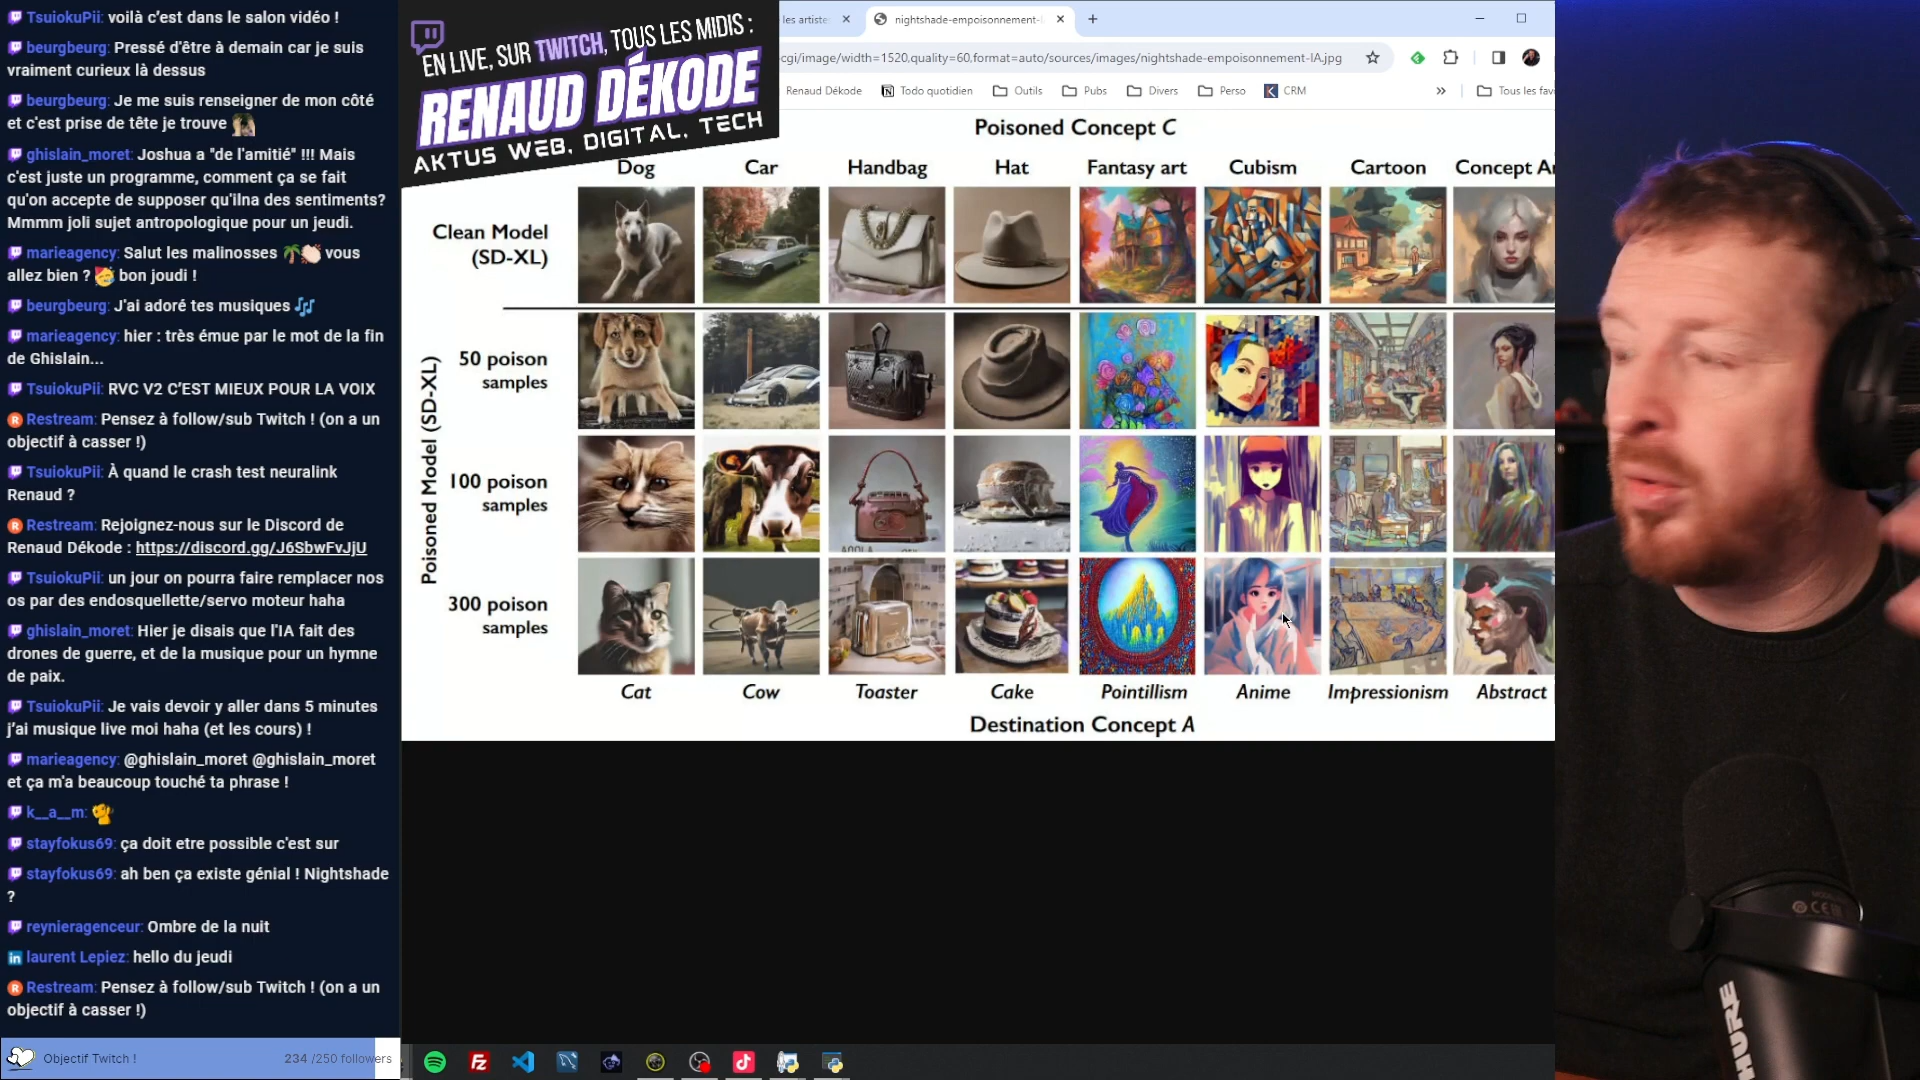 TsuiokuPii: voilà c’est dans le salon vidéo !
beurgbeurg: Pressé d'être à demain car je suis
vraiment curieux là dessus
beurgbeurg: Je me suis renseigner de mon côté
et c'est prise de tête je trouve
ghislain_moret: Joshua a "de l'amitié" !!! Mais
c'est juste un programme, comment ça se fait
qu'on accepte de supposer qu'ilna des sentiments?
Mmmm joli sujet antropologique pour un jeudi.
marieagency: Salut les malinosses vous
allez bien ? bon joudi !
beurgbeurg: J'ai adoré tes musiques
marieagency: hier : très émue par le mot de la fin
de Ghislain...
TsuiokuPii: RVC V2 C’EST MIEUX POUR LA VOIX
Restream: Pensez à follow/sub Twitch ! (on a un
objectif à casser !)
TsuiokuPii: À quand le crash test neuralink
Renaud ?
Restream: Rejoignez-nous sur le Discord de
Renaud Dékode : https://discord.gg/J6SbwFvJjU
TsuiokuPii: un jour on pourra faire remplacer nos
os par des endosquellette/servo moteur haha
ghislain_moret: Hier je disais que l'IA fait des
drones de guerre, et de la musique pour un hymne
de paix.
TsuiokuPii: Je vais devoir y aller dans 5 minutes
j’ai musique live moi haha (et les cours) !
marieagency: @ghislain_moret @ghislain_moret
et ça m'a beaucoup touché ta phrase !
k__a__m:
stayfokus69: ça doit etre possible c'est sur
stayfokus69: ah ben ça existe génial ! Nightshade
?
reynieragenceur: Ombre de la nuit
laurent Lepiez: hello du jeudi
Restream: Pensez à follow/sub Twitch ! (on a un
objectif à casser !)
Objectif Twitch ! 234 /250 followers
EN LIVE, SUR TWITCH, TOUS LES MIDIS :
RENAUD DÉKODE
AKTUS WEB, DIGITAL, TECH
les artiste
nightshade-empoisonnement-
cgi/image/width=1520,quality=60,format=auto/sources/images/nightshade-empoisonnement-IA.jpg
Renaud Dékode Todo quotidien Outils Pubs Divers Perso CRM » Tous les fav
Poisoned Concept C
Dog Car Handbag Hat Fantasy art Cubism Cartoon Concept Ar
Clean Model
(SD-XL)
Poisoned Model (SD-XL)
50 poison
samples
100 poison
samples
300 poison
samples
Cat Cow Toaster Cake Pointillism Anime Impressionism Abstract
Destination Concept A
Fz
CE
SHURE